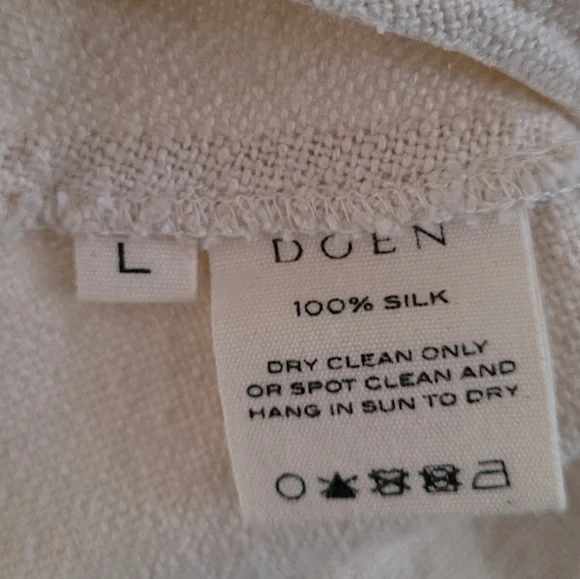 L
DOEN
100% SILK
DRY CLEAN ONLY
OR SPOT CLEAN AND
HANG IN SUN TO DRY